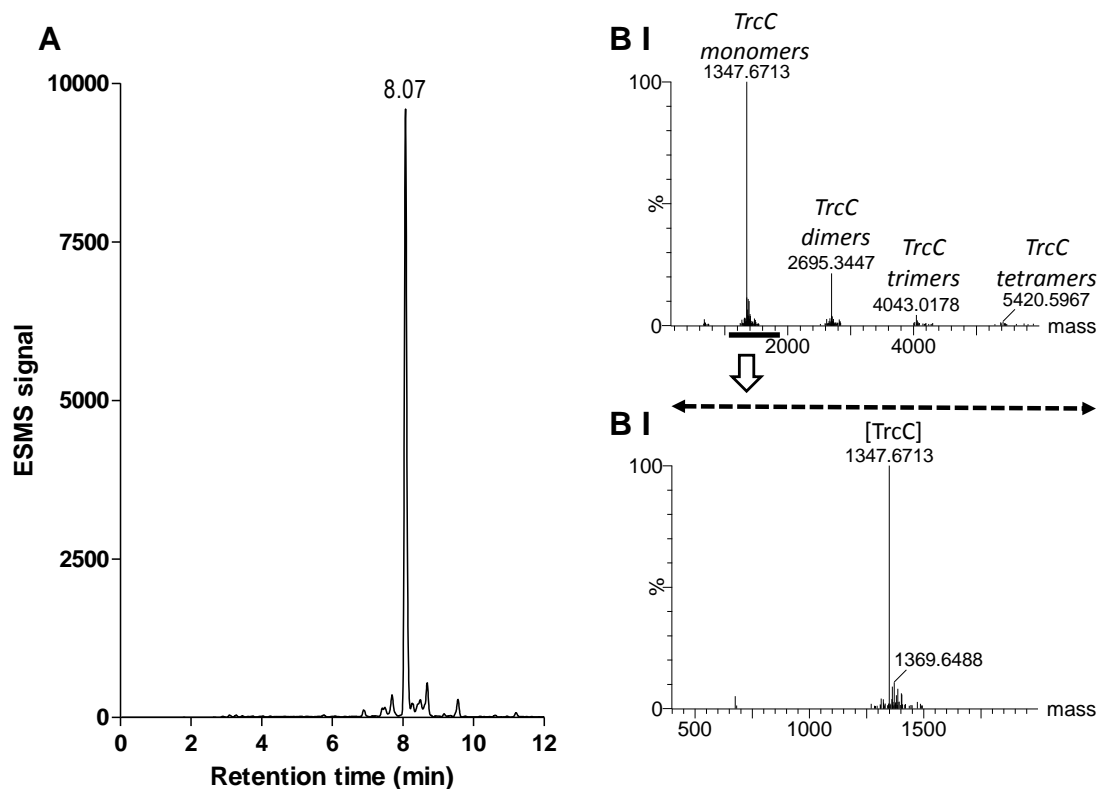 A
10000
7500
5000
2500
0
ESMS signal
8.07
0 2 4 6 8 10 12
Retention time (min)
B I
TrcC
monomers
1347.6713
100
%
0
TrcC
dimers
2695.3447
TrcC
trimers
4043.0178
TrcC
tetramers
5420.5967
mass
2000 4000
B I
[TrcC]
1347.6713
100
%
0
1369.6488
mass
500 1000 1500